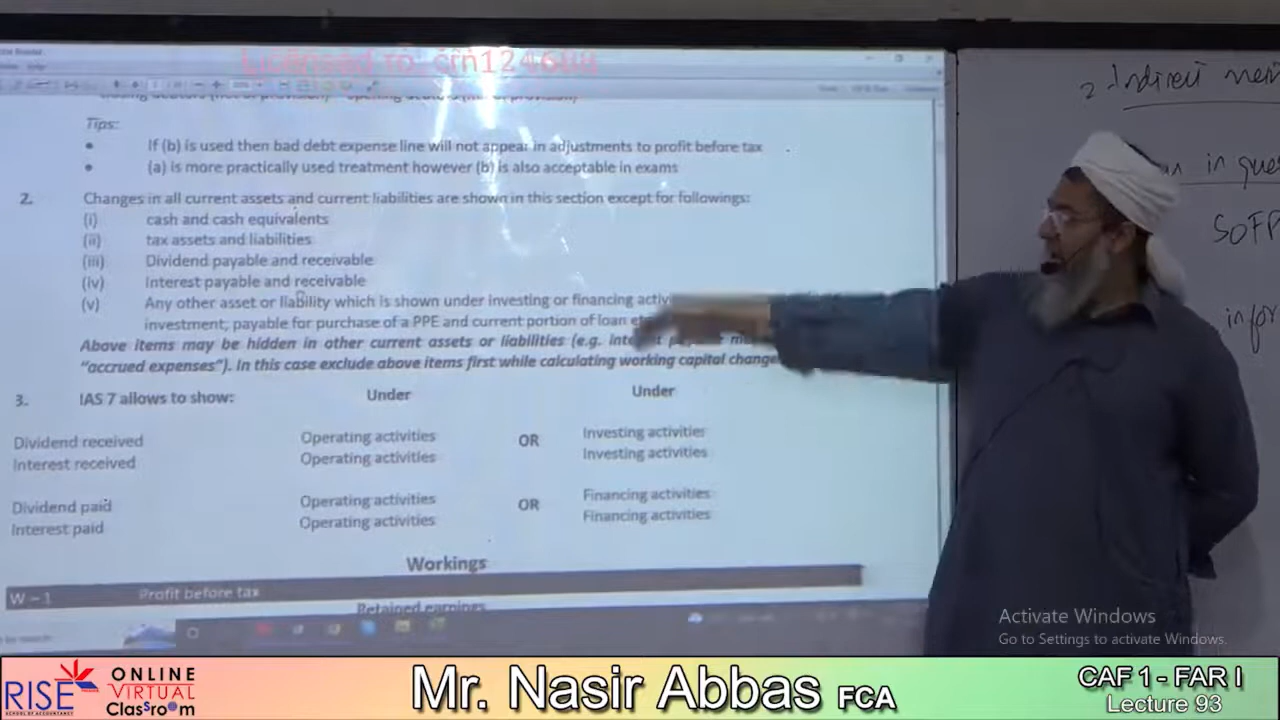 Licensed to: crn124688
Tips:
• If (b) is used then bad debt expense line will not appear in adjustments to profit before tax
• (a) is more practically used treatment however (b) is also acceptable in exams
2. Changes in all current assets and current liabilities are shown in this section except for followings:
(i) cash and cash equivalents
(ii) tax assets and liabilities
(iii) Dividend payable and receivable
(iv) Interest payable and receivable
(v) Any other asset or liability which is shown under investing or financing
investment, payable for purchase of a PPE and current portion of loan
Above items may be hidden in other current assets or liabilities (e.g.
"accrued expenses"). In this case exclude above items first while calculating working capital
3. IAS 7 allows to show: Under Under
Dividend received Operating activities OR Investing activities
Interest received Operating activities Investing activities
Dividend paid Operating activities OR Financing activities
Interest paid Operating activities Financing activities
Workings
W – 1 Profit before tax
Retained earnings
2 Indirect
in
SOFP
Activate Windows
Go to Settings to activate Windows.
RISE
SCHOOL OF ACCOUNTANCY
ONLINE
VIRTUAL
ClassrOOm
Mr. Nasir Abbas FCA
CAF 1 - FAR I
Lecture 93